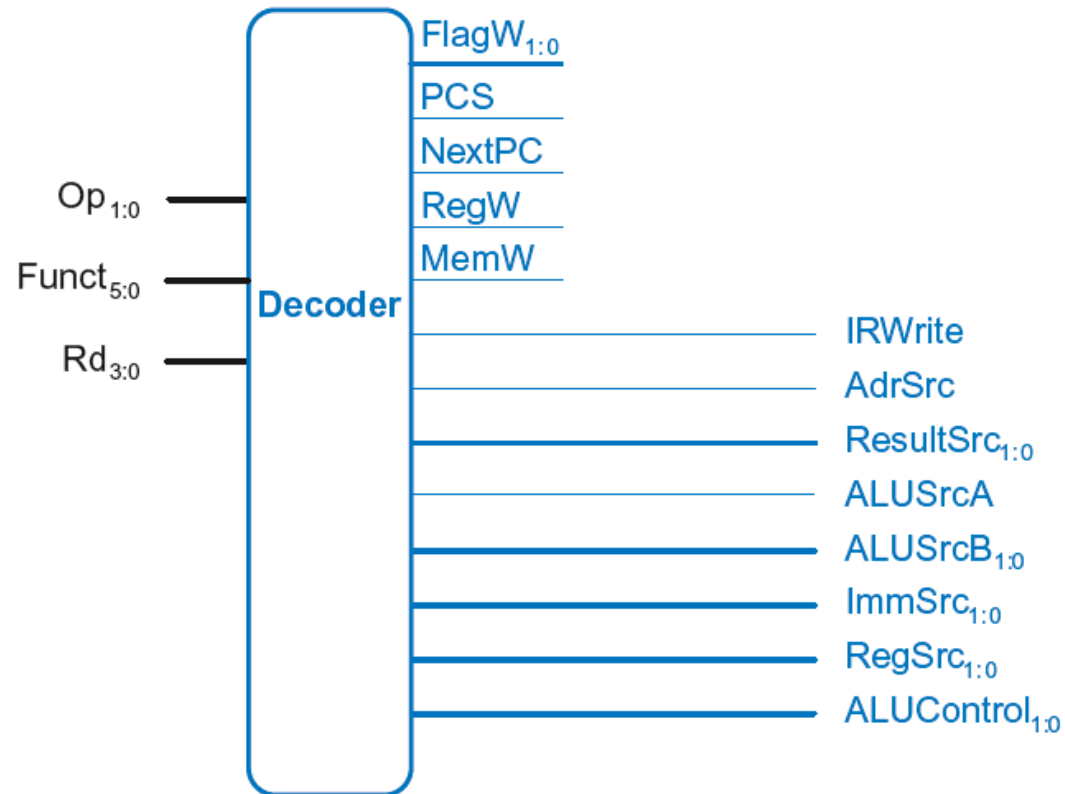 FlagW1:0
PCS
NextPC
Op1:0
RegW
Funct5:0
MemW
Decoder
IRWrite
Rd3:0
AdrSrc
ResultSrc1:0
ALUSrcA
ALUSrcB1:0
ImmSrc1:0
RegSrc1:0
ALUControl1:0